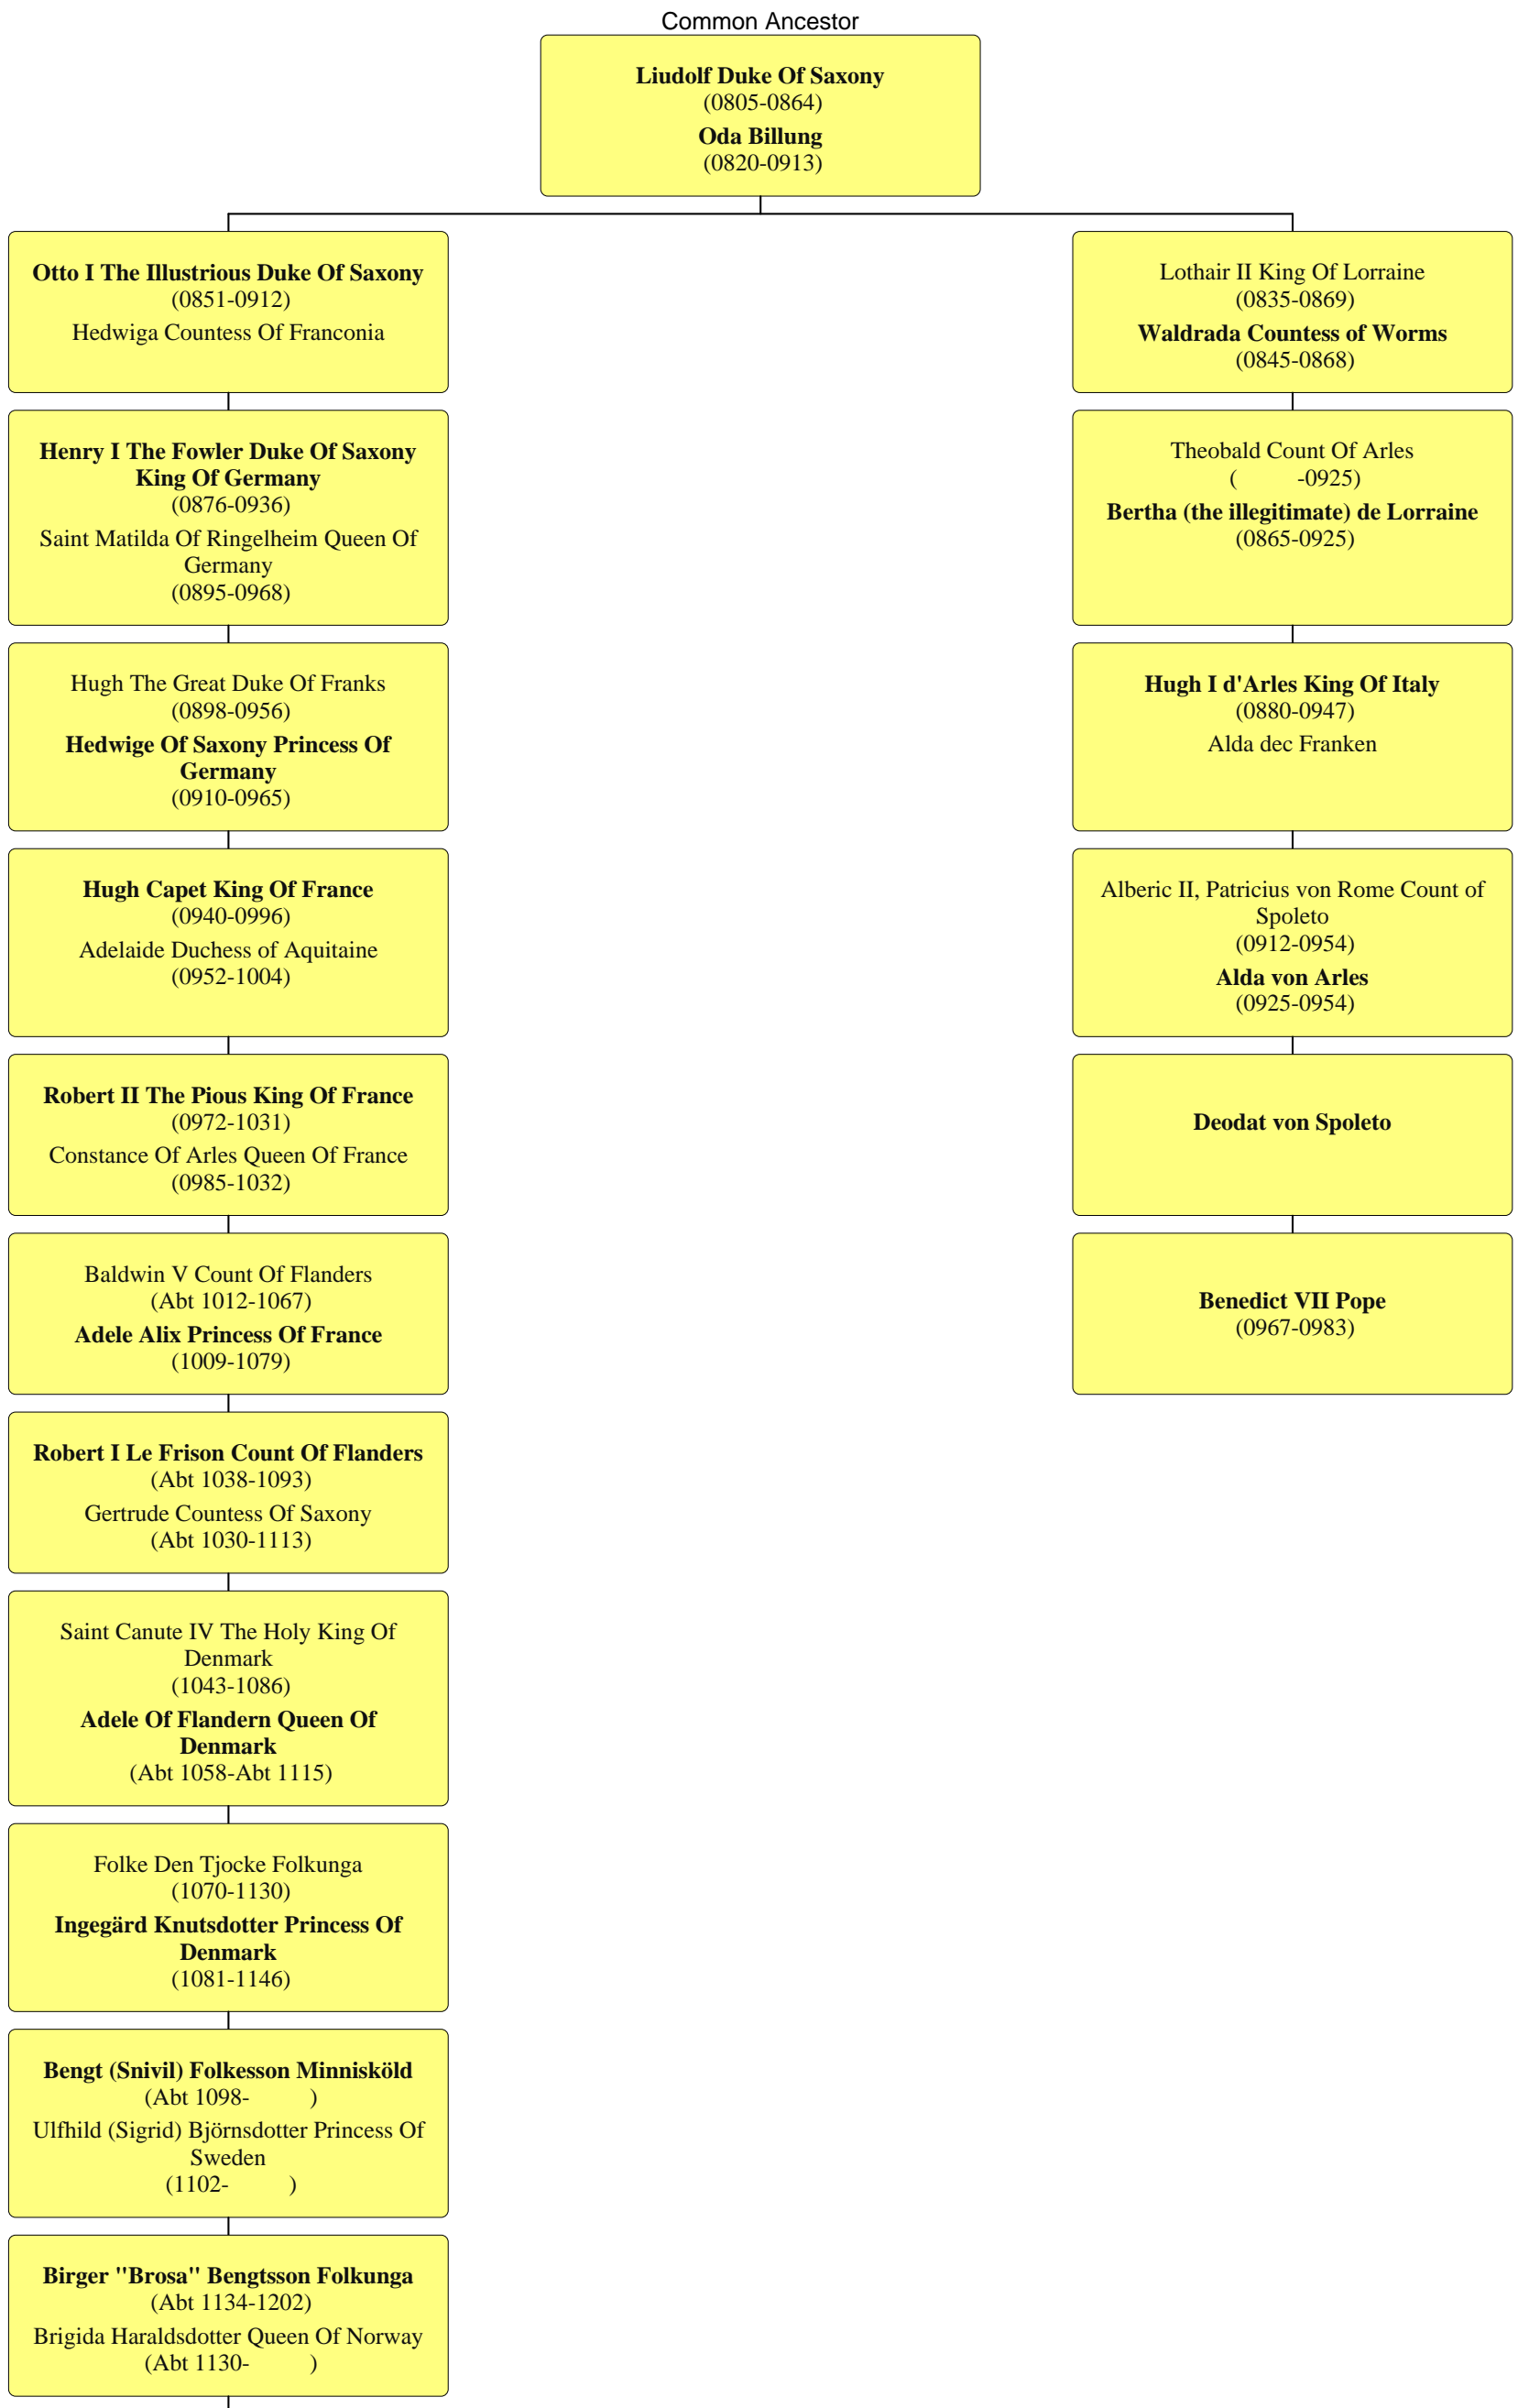 Common Ancestor
Liudolf Duke Of Saxony
(0805-0864)
Oda Billung
(0820-0913)
Otto I The Illustrious Duke Of Saxony
(0851-0912)
Hedwiga Countess Of Franconia
Lothair II King Of Lorraine
(0835-0869)
Waldrada Countess of Worms
(0845-0868)
Henry I The Fowler Duke Of Saxony
King Of Germany
(0876-0936)
Saint Matilda Of Ringelheim Queen Of
Germany
(0895-0968)
Theobald Count Of Arles
( -0925)
Bertha (the illegitimate) de Lorraine
(0865-0925)
Hugh The Great Duke Of Franks
(0898-0956)
Hedwige Of Saxony Princess Of
Germany
(0910-0965)
Hugh I d'Arles King Of Italy
(0880-0947)
Alda dec Franken
Hugh Capet King Of France
(0940-0996)
Adelaide Duchess of Aquitaine
(0952-1004)
Alberic II, Patricius von Rome Count of
Spoleto
(0912-0954)
Alda von Arles
(0925-0954)
Robert II The Pious King Of France
(0972-1031)
Constance Of Arles Queen Of France
(0985-1032)
Deodat von Spoleto
Baldwin V Count Of Flanders
(Abt 1012-1067)
Adele Alix Princess Of France
(1009-1079)
Benedict VII Pope
(0967-0983)
Robert I Le Frison Count Of Flanders
(Abt 1038-1093)
Gertrude Countess Of Saxony
(Abt 1030-1113)
Saint Canute IV The Holy King Of
Denmark
(1043-1086)
Adele Of Flandern Queen Of
Denmark
(Abt 1058-Abt 1115)
Folke Den Tjocke Folkunga
(1070-1130)
Ingegärd Knutsdotter Princess Of
Denmark
(1081-1146)
Bengt (Snivil) Folkesson Minnisköld
(Abt 1098- )
Ulfhild (Sigrid) Björnsdotter Princess Of
Sweden
(1102- )
Birger "Brosa" Bengtsson Folkunga
(Abt 1134-1202)
Brigida Haraldsdotter Queen Of Norway
(Abt 1130- )